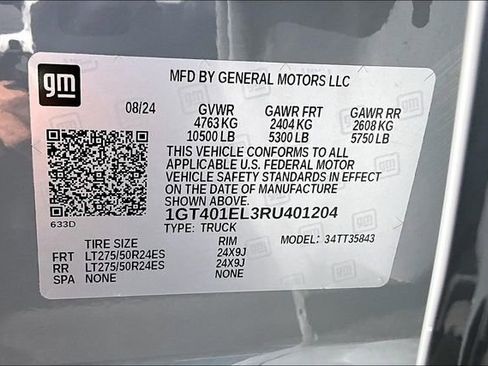 gm
MFD BY GENERAL MOTORS LLC
08/24 GVWR GAWR FRT GAWR RR
4763 KG 2404 KG 2608 KG
10500 LB 5300 LB 5750 LB
THIS VEHICLE CONFORMS TO ALL
APPLICABLE U.S. FEDERAL MOTOR
VEHICLE SAFETY STANDARDS IN EFFECT
ON THE DATE OF MANUFACTURE
SHOWN ABOVE.
1GT401EL3RU401204
633D TYPE: TRUCK
TIRE SIZE RIM MODEL: 34TT35843
FRT LT275/50R24ES 24X9J
RR LT275/50R24ES 24X9J
SPA NONE NONE